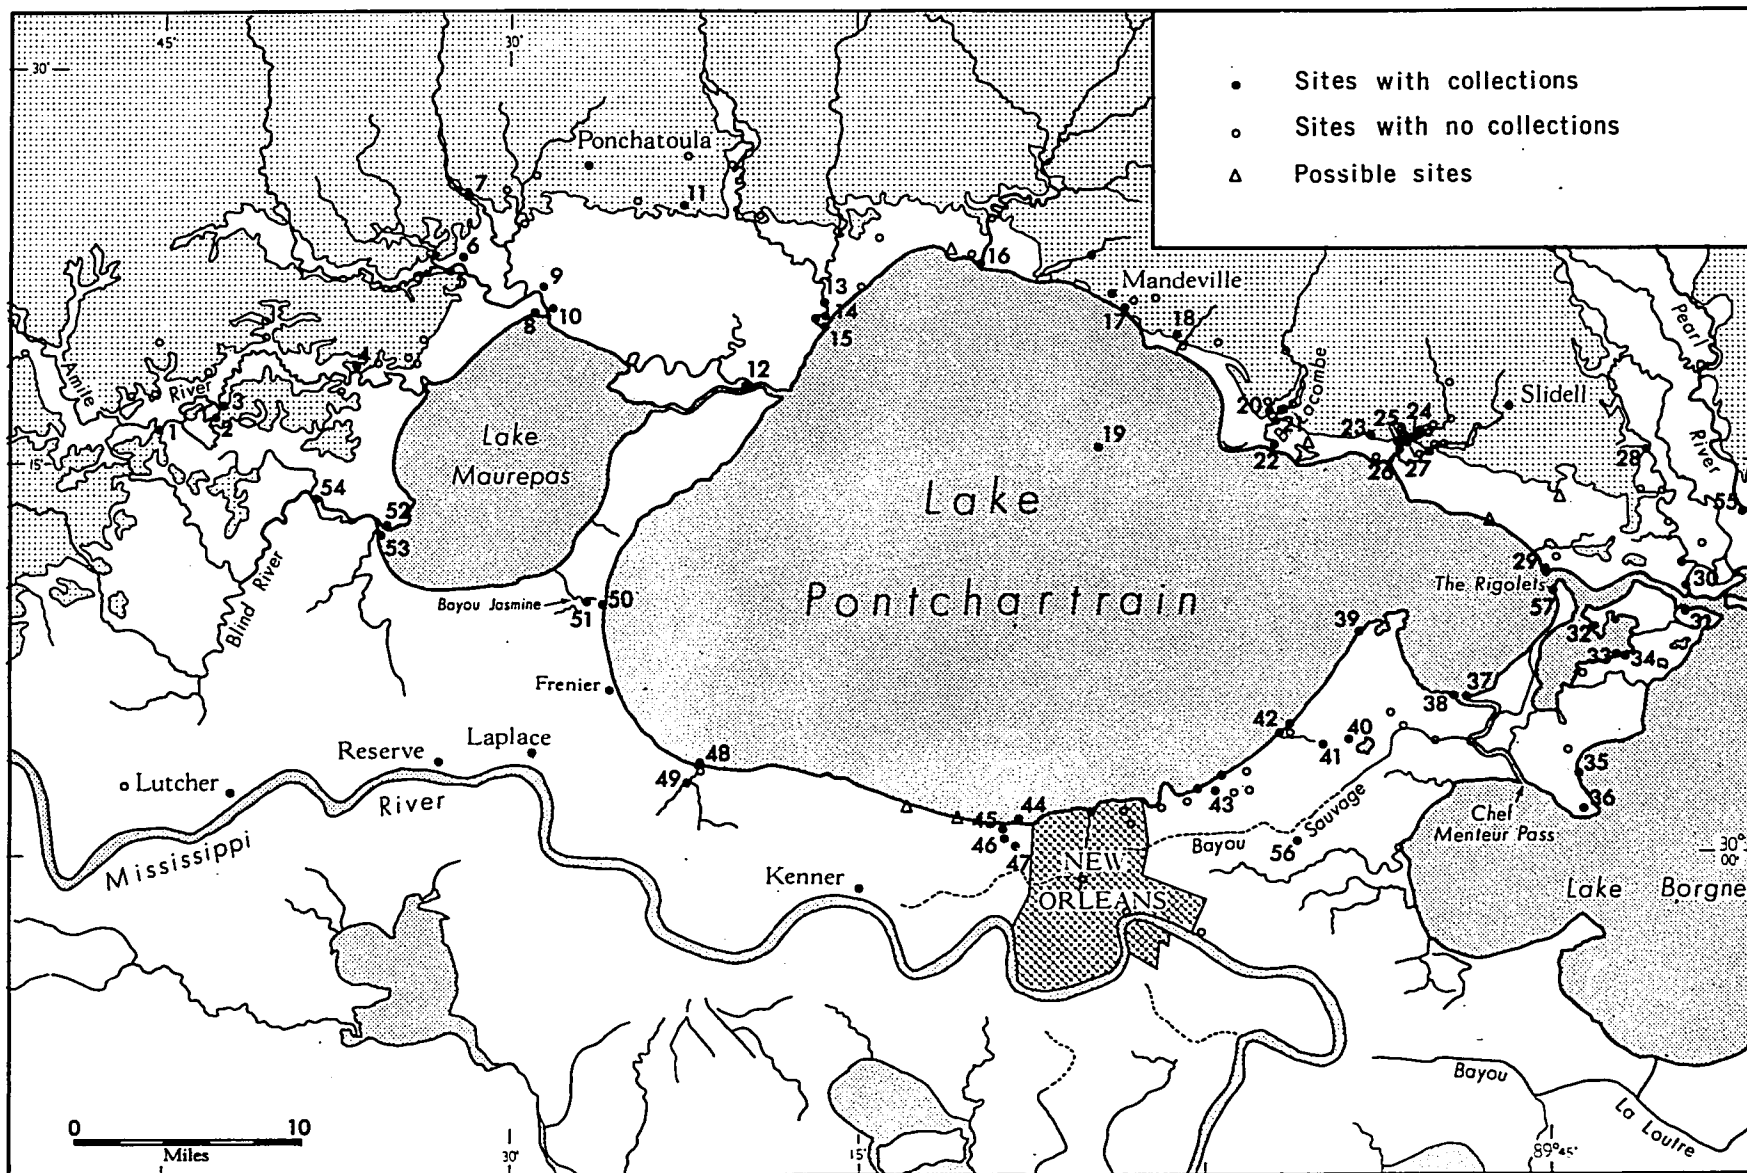 45'
30'
30'
Sites with collections
Sites with no collections
Possible sites
Ponchatoula
7
11
6
16
9
13
Mandeville
10
14
8
15
17
18
Pearl
River
4
12
Amite
River
3
2
1
20
21
Bayou Lacombe
25
24
23
Slidell
Lake
Maurepas
19
22
26
27
28
15'
54
52
53
55
Lake
Pontchartrain
Blind River
29
The Rigolets
30
57
31
Bayou Jasmine
51
50
39
32
33
34
Frenier
38
37
42
40
41
Reserve
Laplace
48
49
35
36
Lutcher
River
Mississippi
43
44
45
46
47
Sauvage
Bayou
56
Chef
Menteur Pass
30°
00'
Kenner
NEW
ORLEANS
Lake Borgne
Bayou
La Loutre
0 10
Miles
30'
15'
89°45'